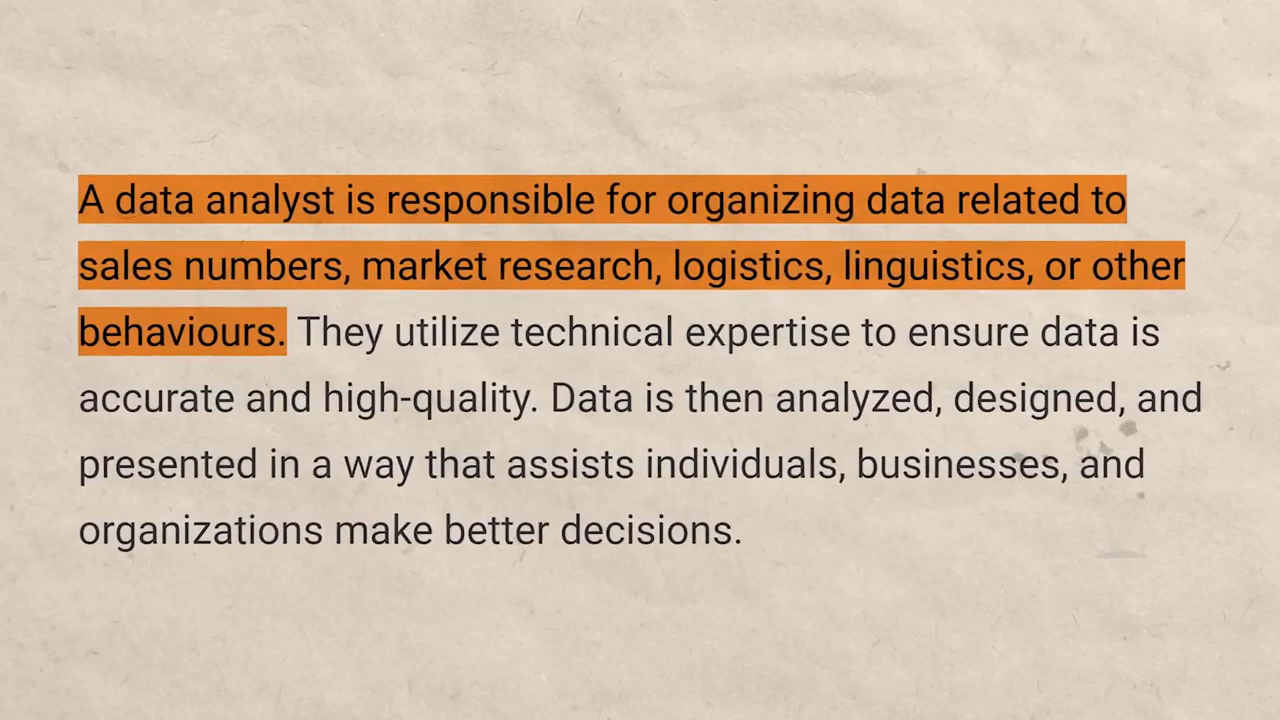 A data analyst is responsible for organizing data related to
sales numbers, market research, logistics, linguistics, or other
behaviours. They utilize technical expertise to ensure data is
accurate and high-quality. Data is then analyzed, designed, and
presented in a way that assists individuals, businesses, and
organizations make better decisions.